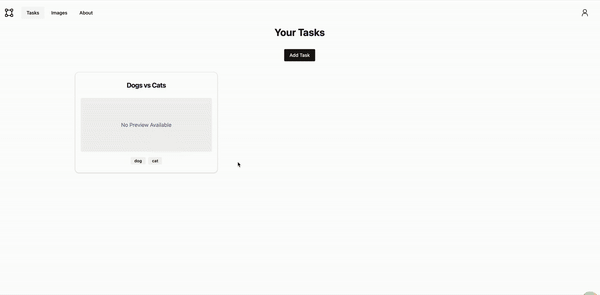 Tasks Images About
Your Tasks
Add Task
Dogs vs Cats
No Preview Available
dog cat